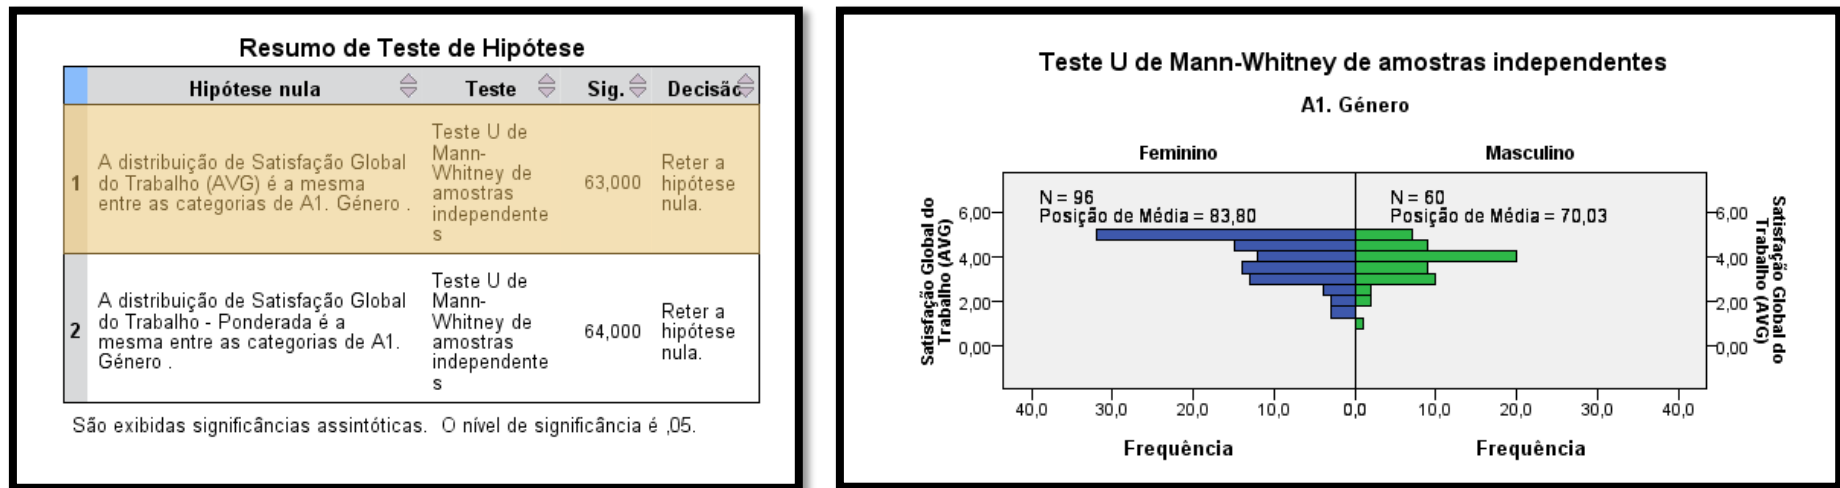 Resumo de Teste de Hipótese
Hipótese nula Teste Sig. Decisão
1
A distribuição de Satisfação Global
do Trabalho (AVG) é a mesma
entre as categorias de A1. Género .
Teste U de
Mann-
Whitney de
amostras
independente
s
63,000
Reter a
hipótese
nula.
2
A distribuição de Satisfação Global
do Trabalho - Ponderada é a
mesma entre as categorias de A1.
Género .
Teste U de
Mann-
Whitney de
amostras
independente
s
64,000
Reter a
hipótese
nula.
São exibidas significâncias assintóticas. O nível de significância é ,05.
Teste U de Mann-Whitney de amostras independentes
A1. Género
Feminino
Masculino
N = 96
Posição de Média = 83,80
N = 60
Posição de Média = 70,03
Satisfação Global do
Trabalho (AVG)
6,00
4,00
2,00
0,00
6,00
4,00
2,00
0,00
Satisfação Global do
Trabalho (AVG)
40,0 30,0 20,0 10,0 0,0 10,0 20,0 30,0 40,0
Frequência
Frequência